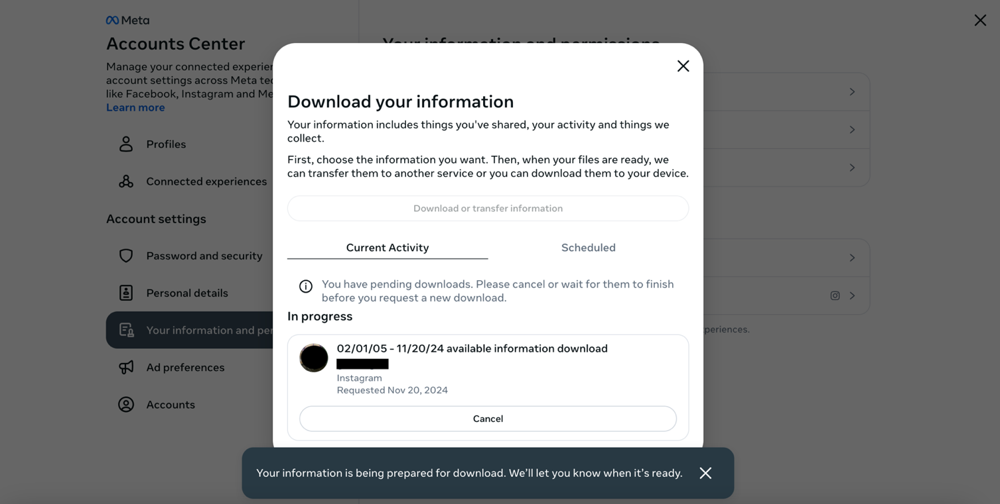 Meta
Accounts Center
Manage your connected
account settings across Meta
like Facebook, Instagram and
Learn more
Profiles
Connected experiences
Account settings
Password and security
Personal details
Your information and
Ad preferences
Accounts
Your information and permissions
Download your information
Your information includes things you've shared, your activity and things we
collect.
First, choose the information you want. Then, when your files are ready, we
can transfer them to another service or you can download them to your device.
Download or transfer information
Current Activity
Scheduled
You have pending downloads. Please cancel or wait for them to finish
before you request a new download.
In progress
02/01/05 - 11/20/24 available information download
Instagram
Requested Nov 20, 2024
Cancel
Your information is being prepared for download. We’ll let you know when it’s ready.